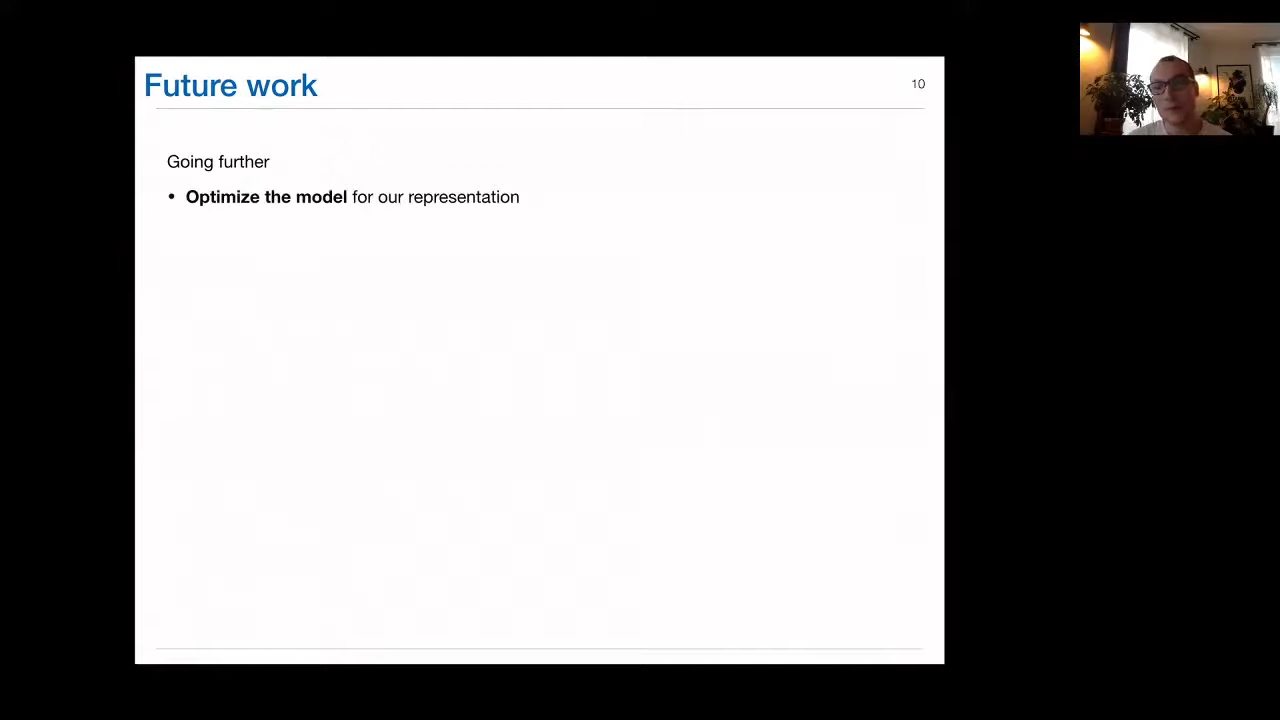 Future work
10
Going further
• Optimize the model for our representation